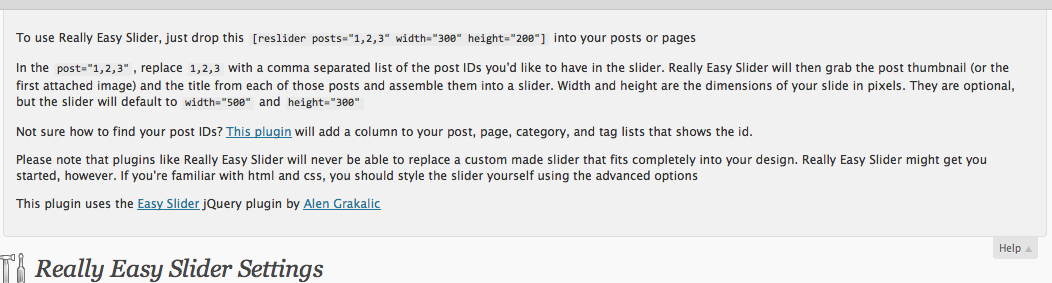 To use Really Easy Slider, just drop this [reslider posts="1,2,3" width="300" height="200"] into your posts or pages
In the post="1,2,3" , replace 1,2,3 with a comma separated list of the post IDs you'd like to have in the slider. Really Easy Slider will then grab the post thumbnail (or the
first attached image) and the title from each of those posts and assemble them into a slider. Width and height are the dimensions of your slide in pixels. They are optional,
but the slider will default to width="500" and height="300"
Not sure how to find your post IDs? This plugin will add a column to your post, page, category, and tag lists that shows the id.
Please note that plugins like Really Easy Slider will never be able to replace a custom made slider that fits completely into your design. Really Easy Slider might get you
started, however. If you're familiar with html and css, you should style the slider yourself using the advanced options
This plugin uses the Easy Slider jQuery plugin by Alen Grakalic
Help
Really Easy Slider Settings